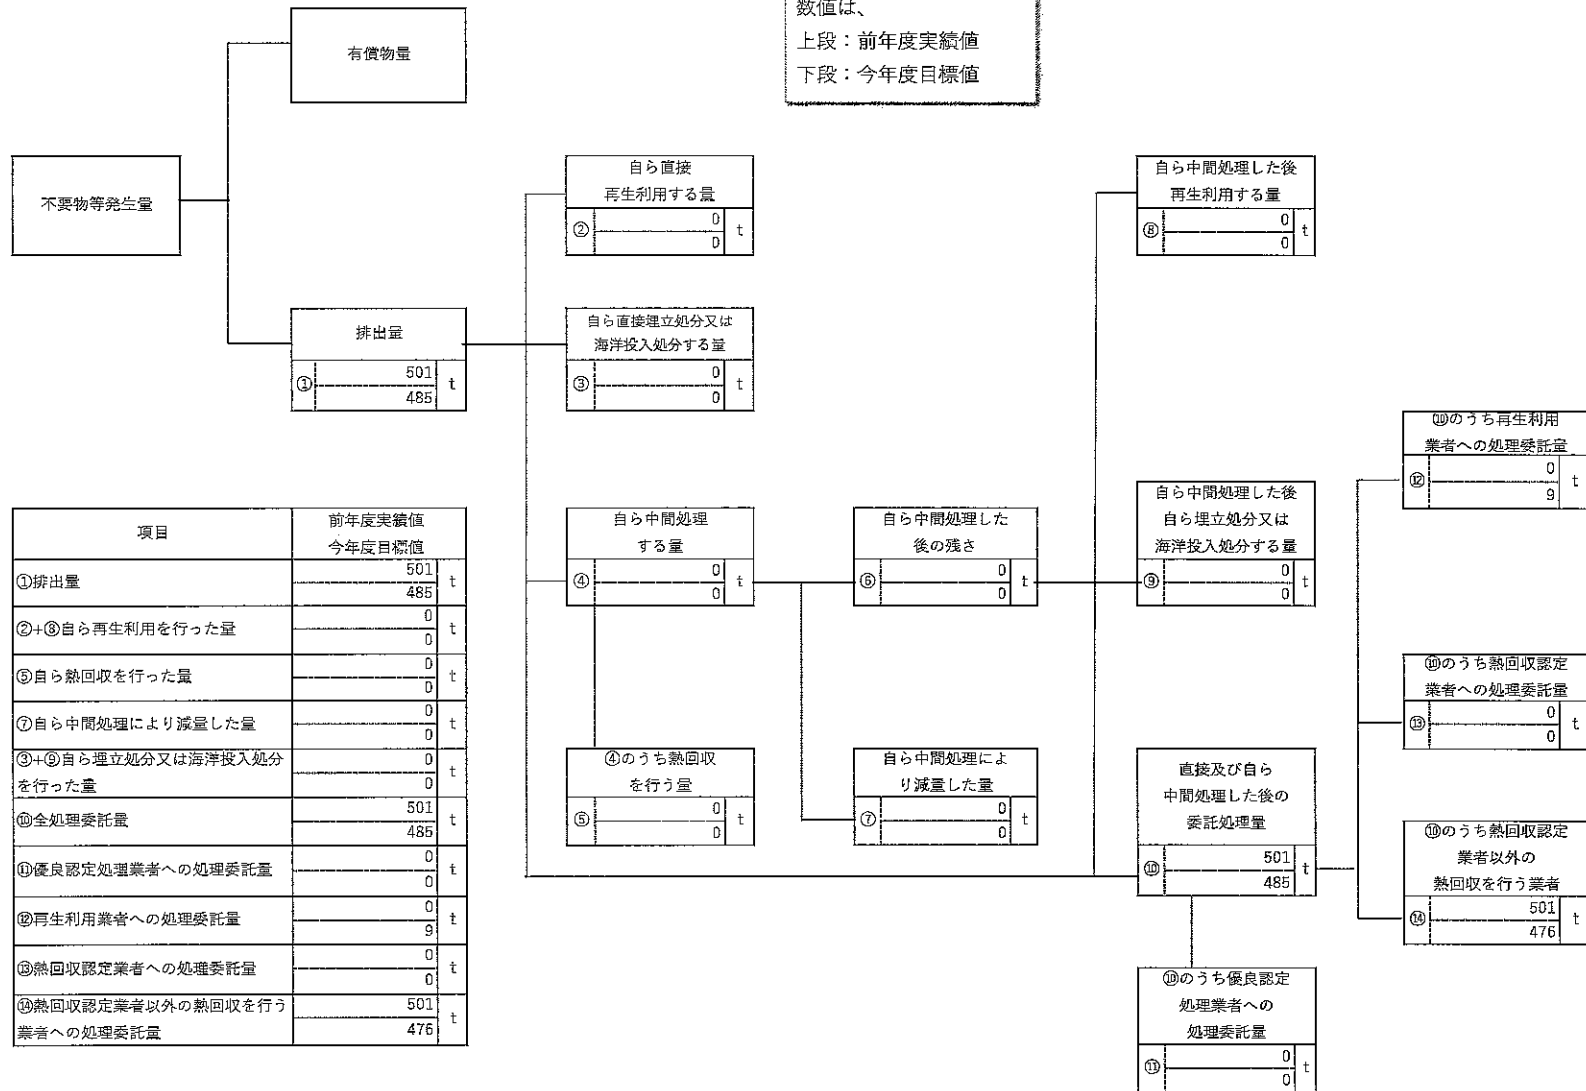 数値は、
上段：前年度実績値
下段：今年度目標値
有償物量
不要物等発生量
排出量
①
501
485
t
自ら直接
再生利用する量
②
0
0
t
自ら直接埋立処分又は
海洋投入処分する量
③
0
0
t
自ら中間処理
する量
④
0
0
t
④のうち熱回収
を行う量
⑤
0
0
t
自ら中間処理した
後の残さ
⑥
0
0
t
自ら中間処理によ
り減量した量
⑦
0
0
t
自ら中間処理した後
再生利用する量
⑧
0
0
t
自ら中間処理した後
自ら埋立処分又は
海洋投入処分する量
⑨
0
0
t
直接及び自ら
中間処理した後の
委託処理量
⑩
501
485
t
⑩のうち優良認定
処理業者への
処理委託量
⑪
0
0
t
⑩のうち再生利用
業者への処理委託量
⑫
0
9
t
⑩のうち熱回収認定
業者への処理委託量
⑬
0
0
t
⑩のうち熱回収認定
業者以外の
熱回収を行う業者
⑭
501
476
t
項目
前年度実績値
今年度目標値
①排出量
501
485
t
②+⑧自ら再生利用を行った量
0
0
t
⑤自ら熱回収を行った量
0
0
t
⑦自ら中間処理により減量した量
0
0
t
③+⑨自ら埋立処分又は海洋投入処分
を行った量
0
0
t
⑩全処理委託量
501
485
t
⑪優良認定処理業者への処理委託量
0
0
t
⑫再生利用業者への処理委託量
0
9
t
⑬熱回収認定業者への処理委託量
0
0
t
⑭熱回収認定業者以外の熱回収を行う
業者への処理委託量
501
476
t